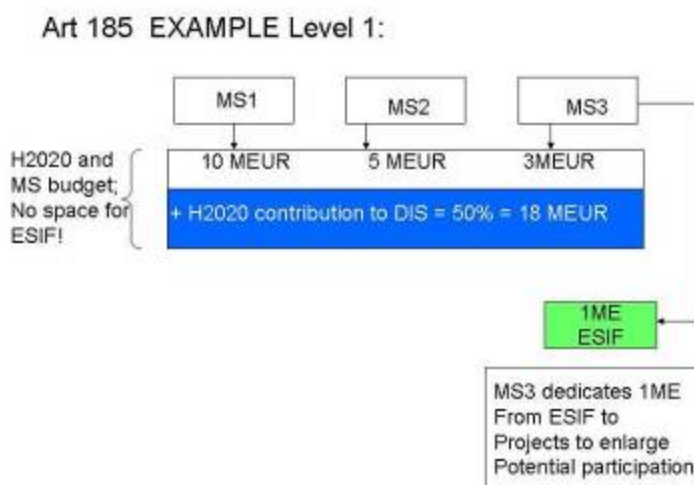 Art 185 EXAMPLE Level 1:
MS1
MS2
MS3
H2020 and
MS budget;
No space for
ESIF!
10 MEUR
5 MEUR
3MEUR
+ H2020 contribution to DIS = 50% = 18 MEUR
1ME
ESIF
MS3 dedicates 1ME
From ESIF to
Projects to enlarge
Potential participation